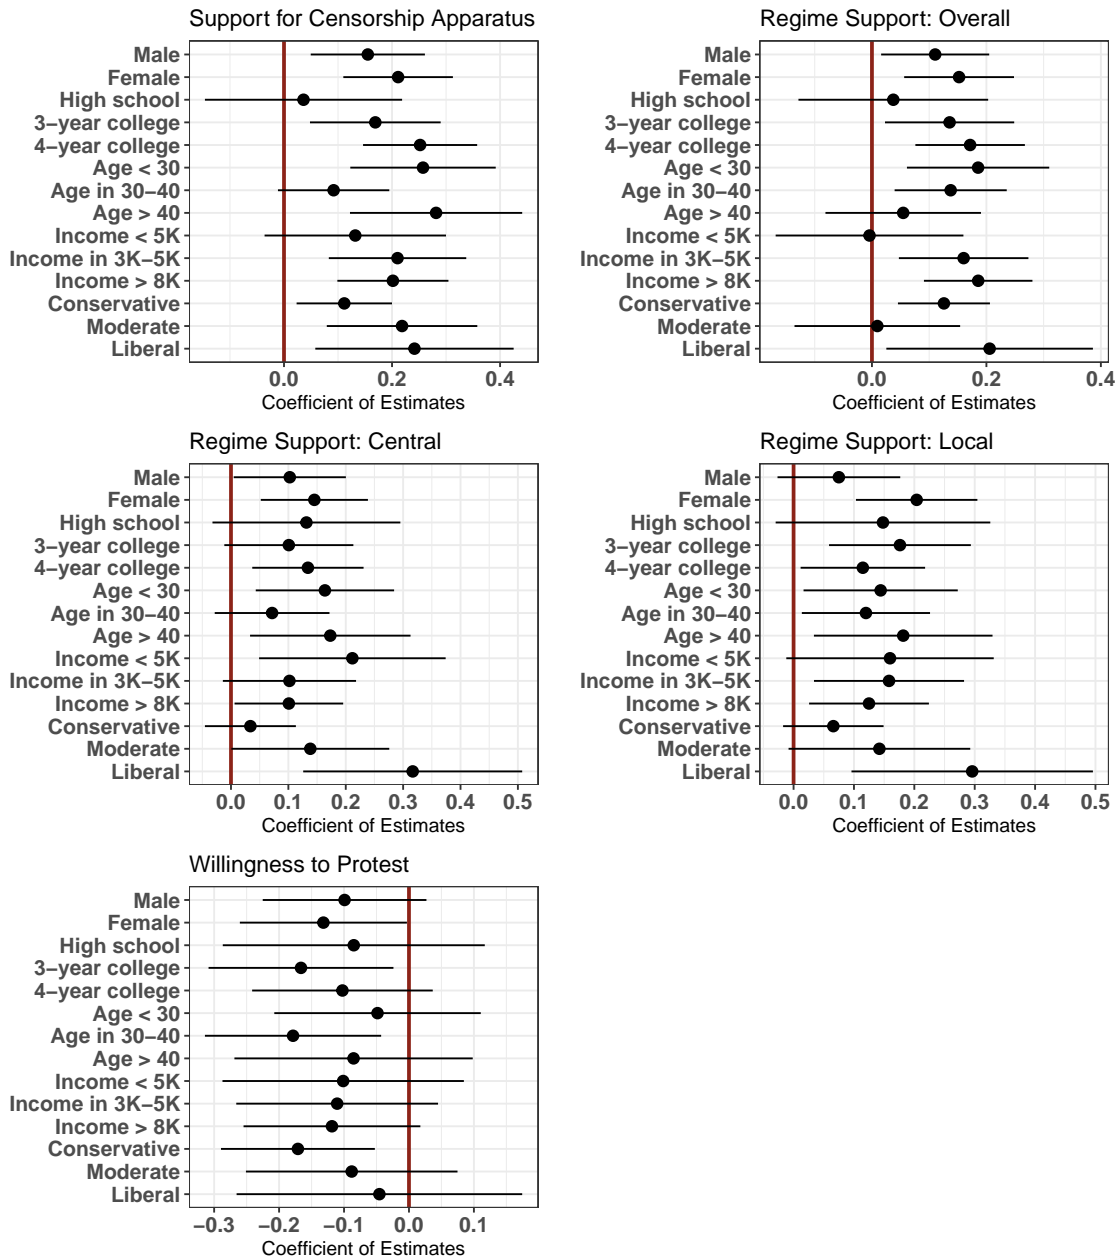 Support for Censorship Apparatus
Male
Female
High school
3−year college
4−year college
Age < 30
Age in 30−40
Age > 40
Income < 5K
Income in 3K−5K
Income > 8K
Conservative
Moderate
Liberal
0.0 0.2 0.4
Coefficient of Estimates
Regime Support: Overall
Male
Female
High school
3−year college
4−year college
Age < 30
Age in 30−40
Age > 40
Income < 5K
Income in 3K−5K
Income > 8K
Conservative
Moderate
Liberal
0.0 0.2 0.4
Coefficient of Estimates
Regime Support: Central
Male
Female
High school
3−year college
4−year college
Age < 30
Age in 30−40
Age > 40
Income < 5K
Income in 3K−5K
Income > 8K
Conservative
Moderate
Liberal
0.0 0.1 0.2 0.3 0.4 0.5
Coefficient of Estimates
Regime Support: Local
Male
Female
High school
3−year college
4−year college
Age < 30
Age in 30−40
Age > 40
Income < 5K
Income in 3K−5K
Income > 8K
Conservative
Moderate
Liberal
0.0 0.1 0.2 0.3 0.4 0.5
Coefficient of Estimates
Willingness to Protest
Male
Female
High school
3−year college
4−year college
Age < 30
Age in 30−40
Age > 40
Income < 5K
Income in 3K−5K
Income > 8K
Conservative
Moderate
Liberal
−0.3 −0.2 −0.1 0.0 0.1
Coefficient of Estimates